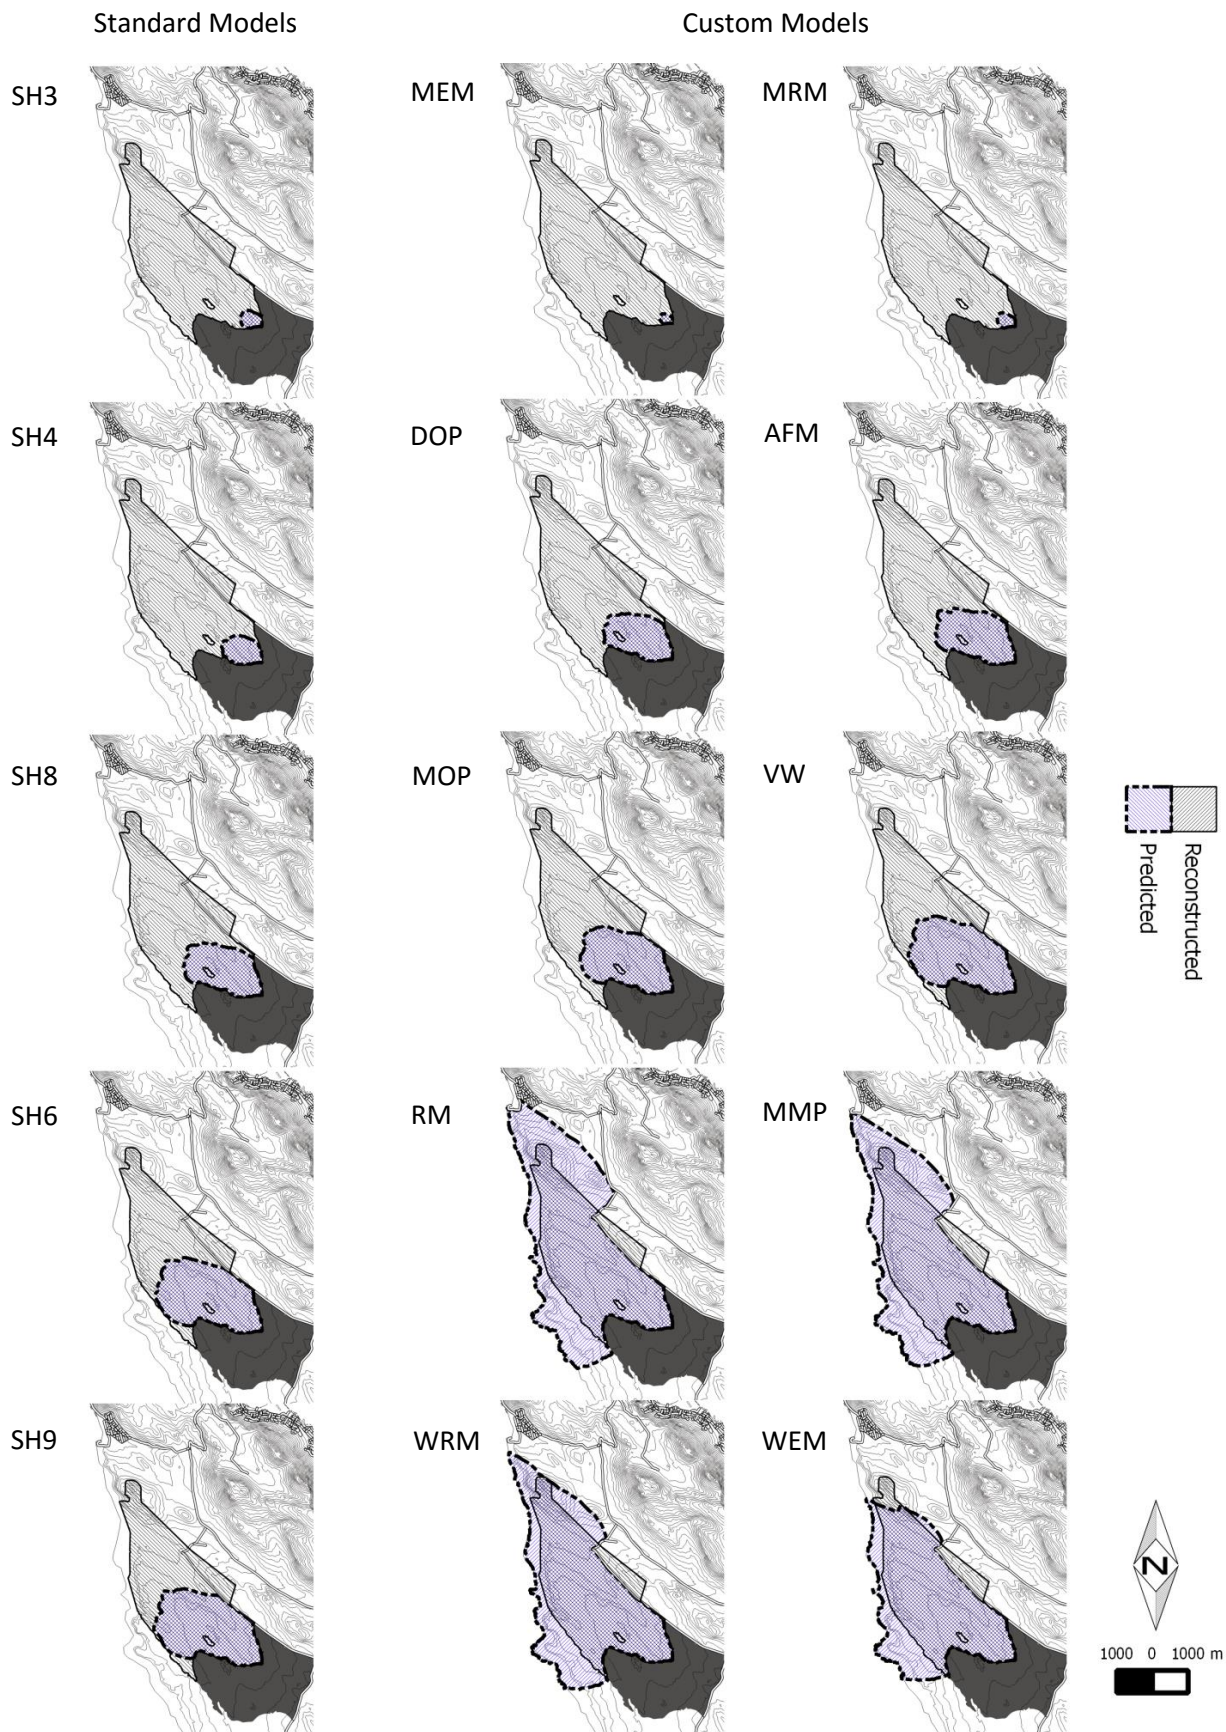 Standard Models
Custom Models
SH3
MEM
MRM
SH4
DOP
AFM
SH8
MOP
VW
Reconstructed
Predicted
SH6
RM
MMP
SH9
WRM
WEM
N
1000 0 1000 m